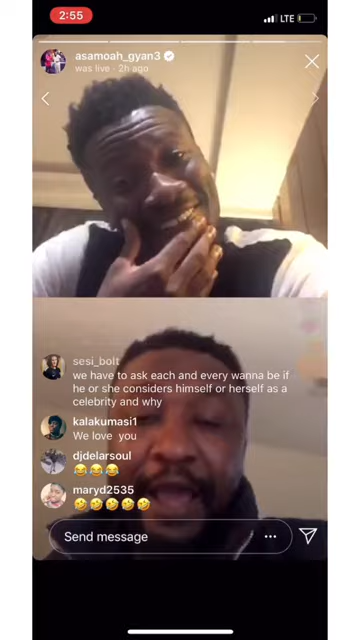 2:55
LTE
asamoah_gyan3
was live · 2h ago
sesi_bolt
we have to ask each and every wanna be if
he or she considers himself or herself as a
celebrity and why
kalakumasi1
We love you
djdelarsoul
😂😂😂
maryd2535
🤣🤣🤣🤣🤣
Send message